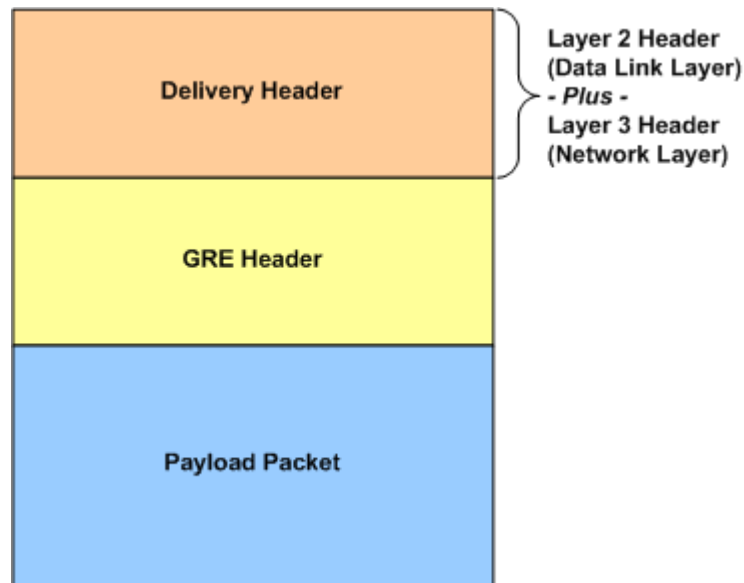 Delivery Header
Layer 2 Header
(Data Link Layer)
- Plus -
Layer 3 Header
(Network Layer)
GRE Header
Payload Packet